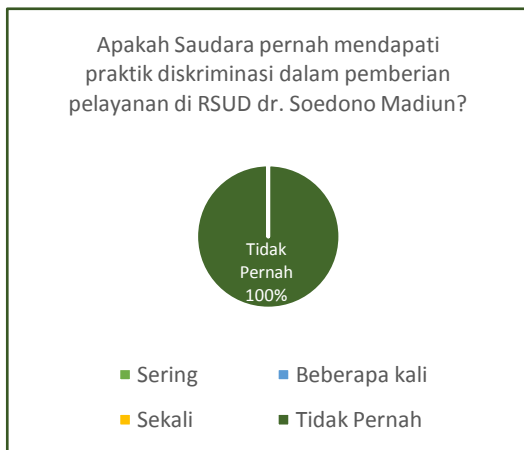 Apakah Saudara pernah mendapati
praktik diskriminasi dalam pemberian
pelayanan di RSUD dr. Soedono Madiun?
Tidak
Pernah
100%
Sering
Beberapa kali
Sekali
Tidak Pernah